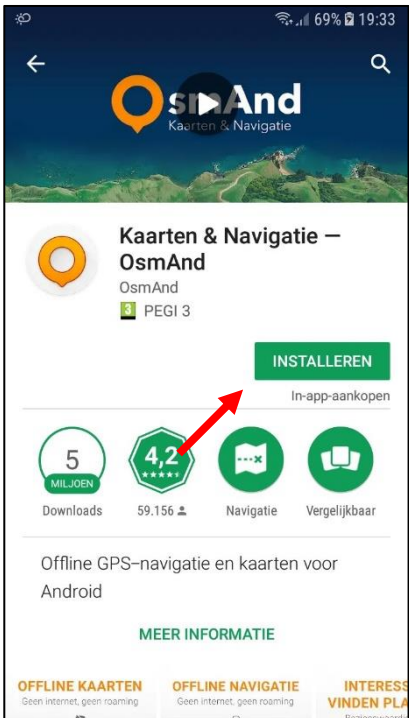 69% 19:33
OsmAnd
Kaarten & Navigatie
Kaarten & Navigatie —
OsmAnd
OsmAnd
3 PEGI 3
INSTALLEREN
In-app-aankopen
5
MILJOEN
4,2
Downloads
59.156
Navigatie
Vergelijkbaar
Offline GPS–navigatie en kaarten voor
Android
MEER INFORMATIE
OFFLINE KAARTEN
Geen internet, geen roaming
OFFLINE NAVIGATIE
Geen internet, geen roaming
INTERESS
VINDEN PLA